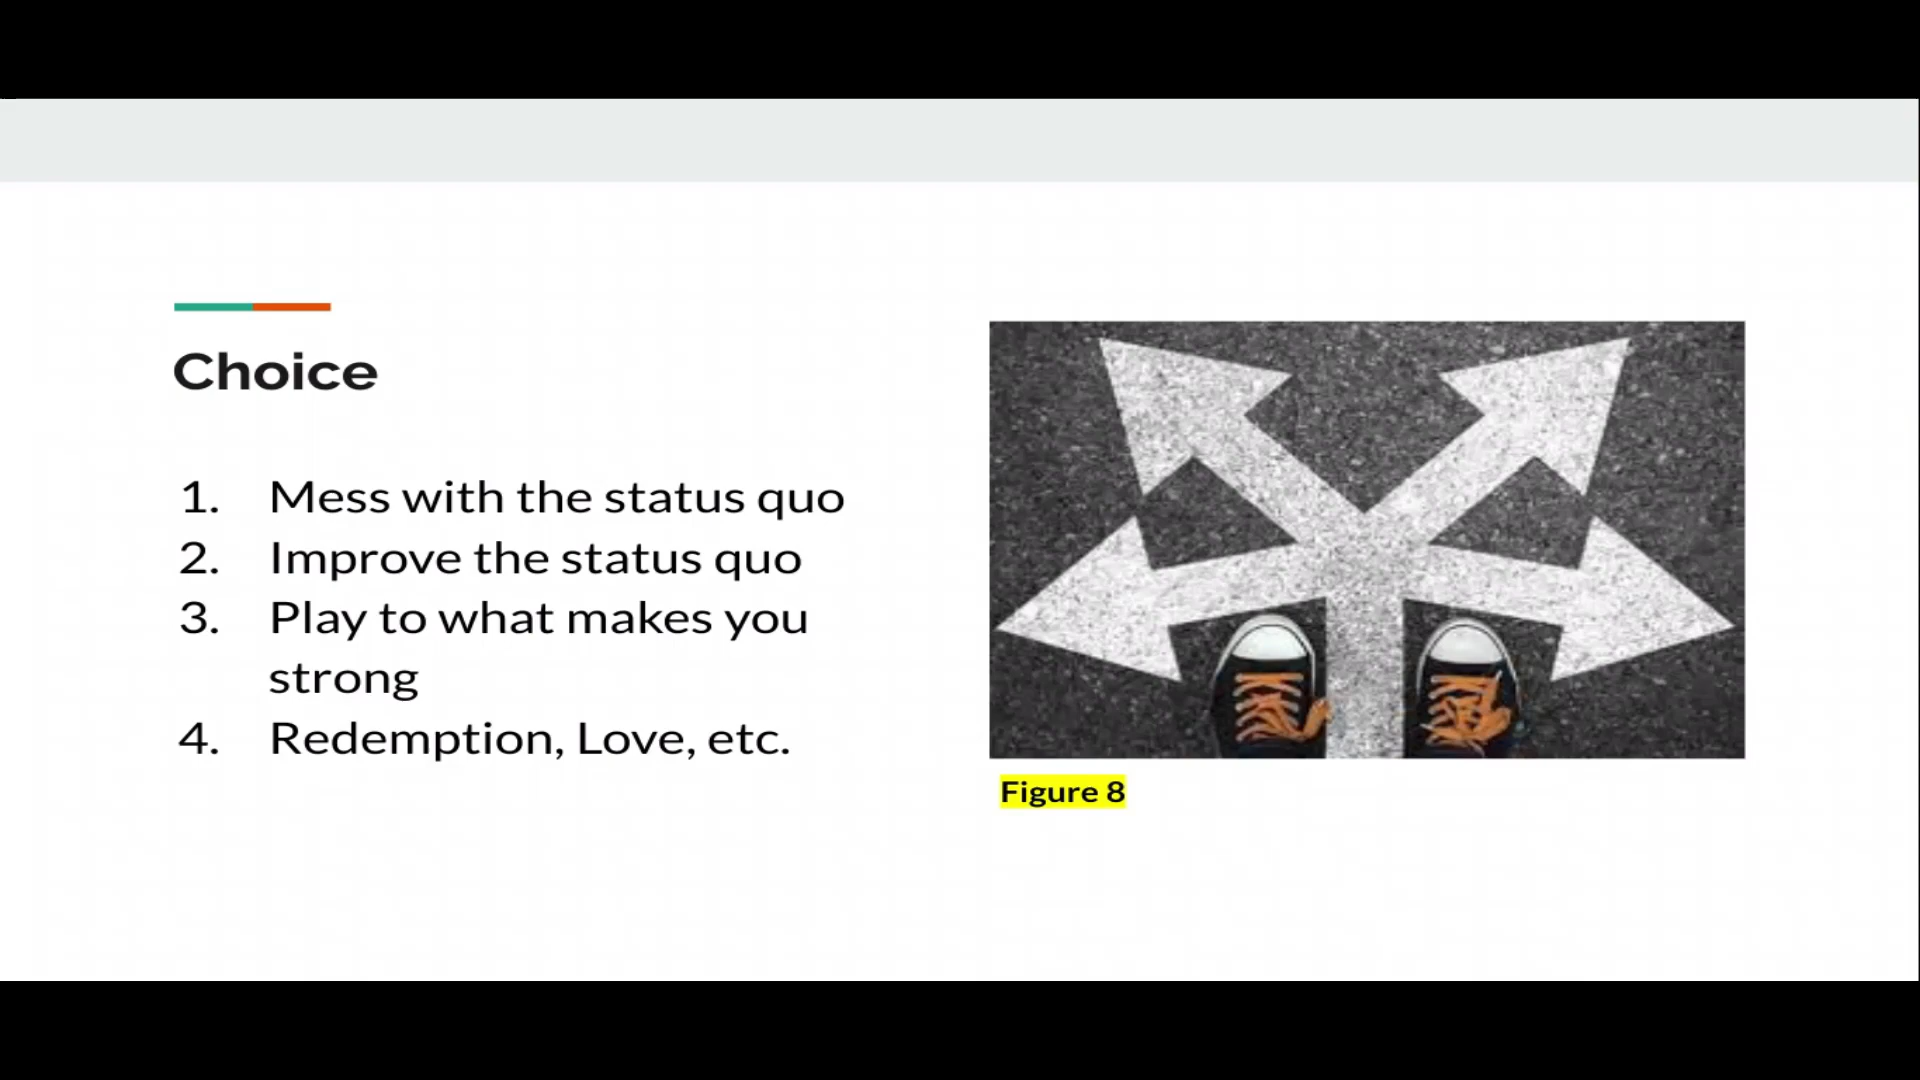 Choice
1. Mess with the status quo
2. Improve the status quo
3. Play to what makes you
strong
4. Redemption, Love, etc.
Figure 8